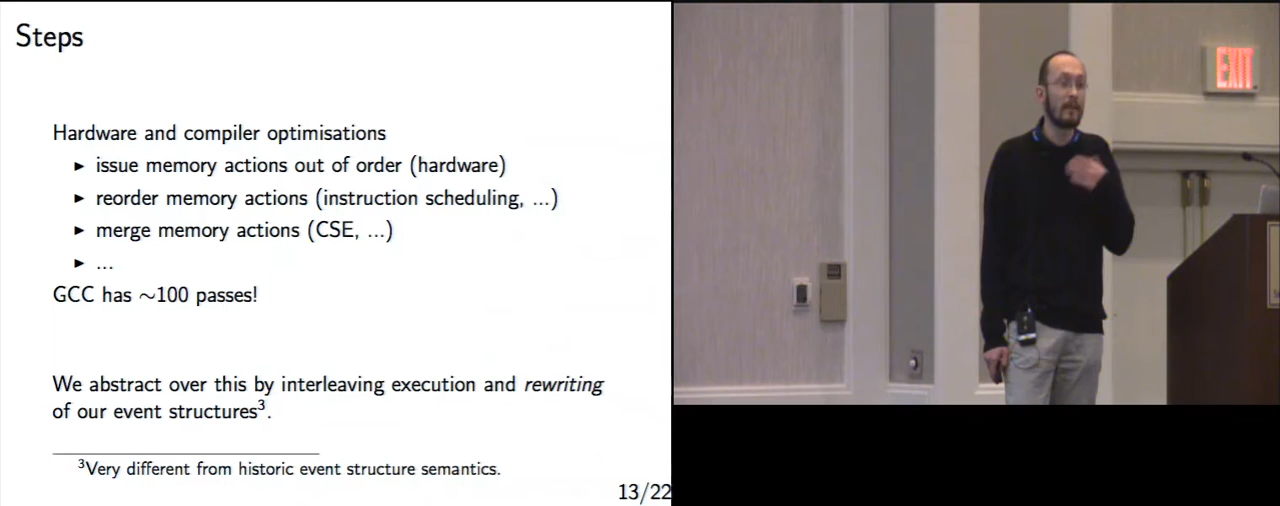 Steps
Hardware and compiler optimisations
▶ issue memory actions out of order (hardware)
▶ reorder memory actions (instruction scheduling, ...)
▶ merge memory actions (CSE, ...)
▶ ...
GCC has ∼100 passes!
We abstract over this by interleaving execution and rewriting
of our event structures³.
³Very different from historic event structure semantics.
13/22
EXIT